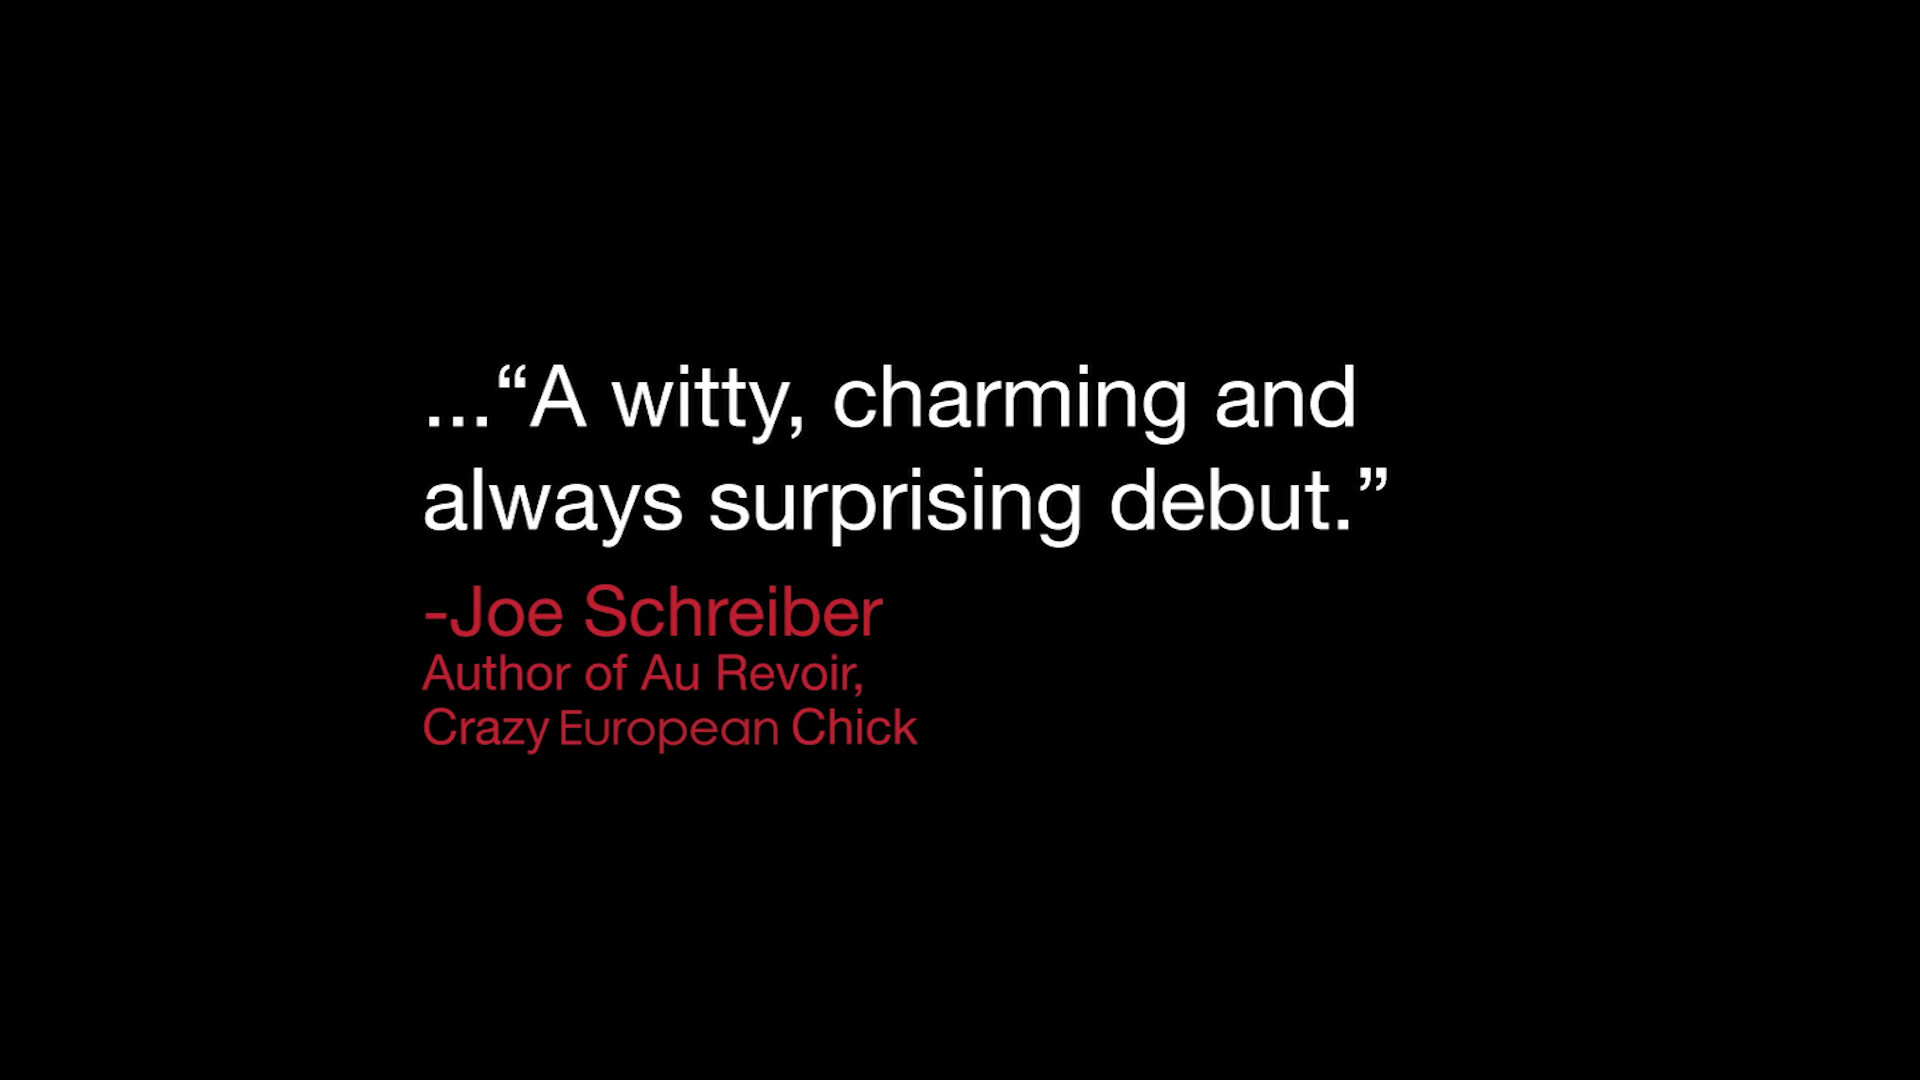 ...“A witty, charming and
always surprising debut.”
-Joe Schreiber
Author of Au Revoir,
Crazy European Chick